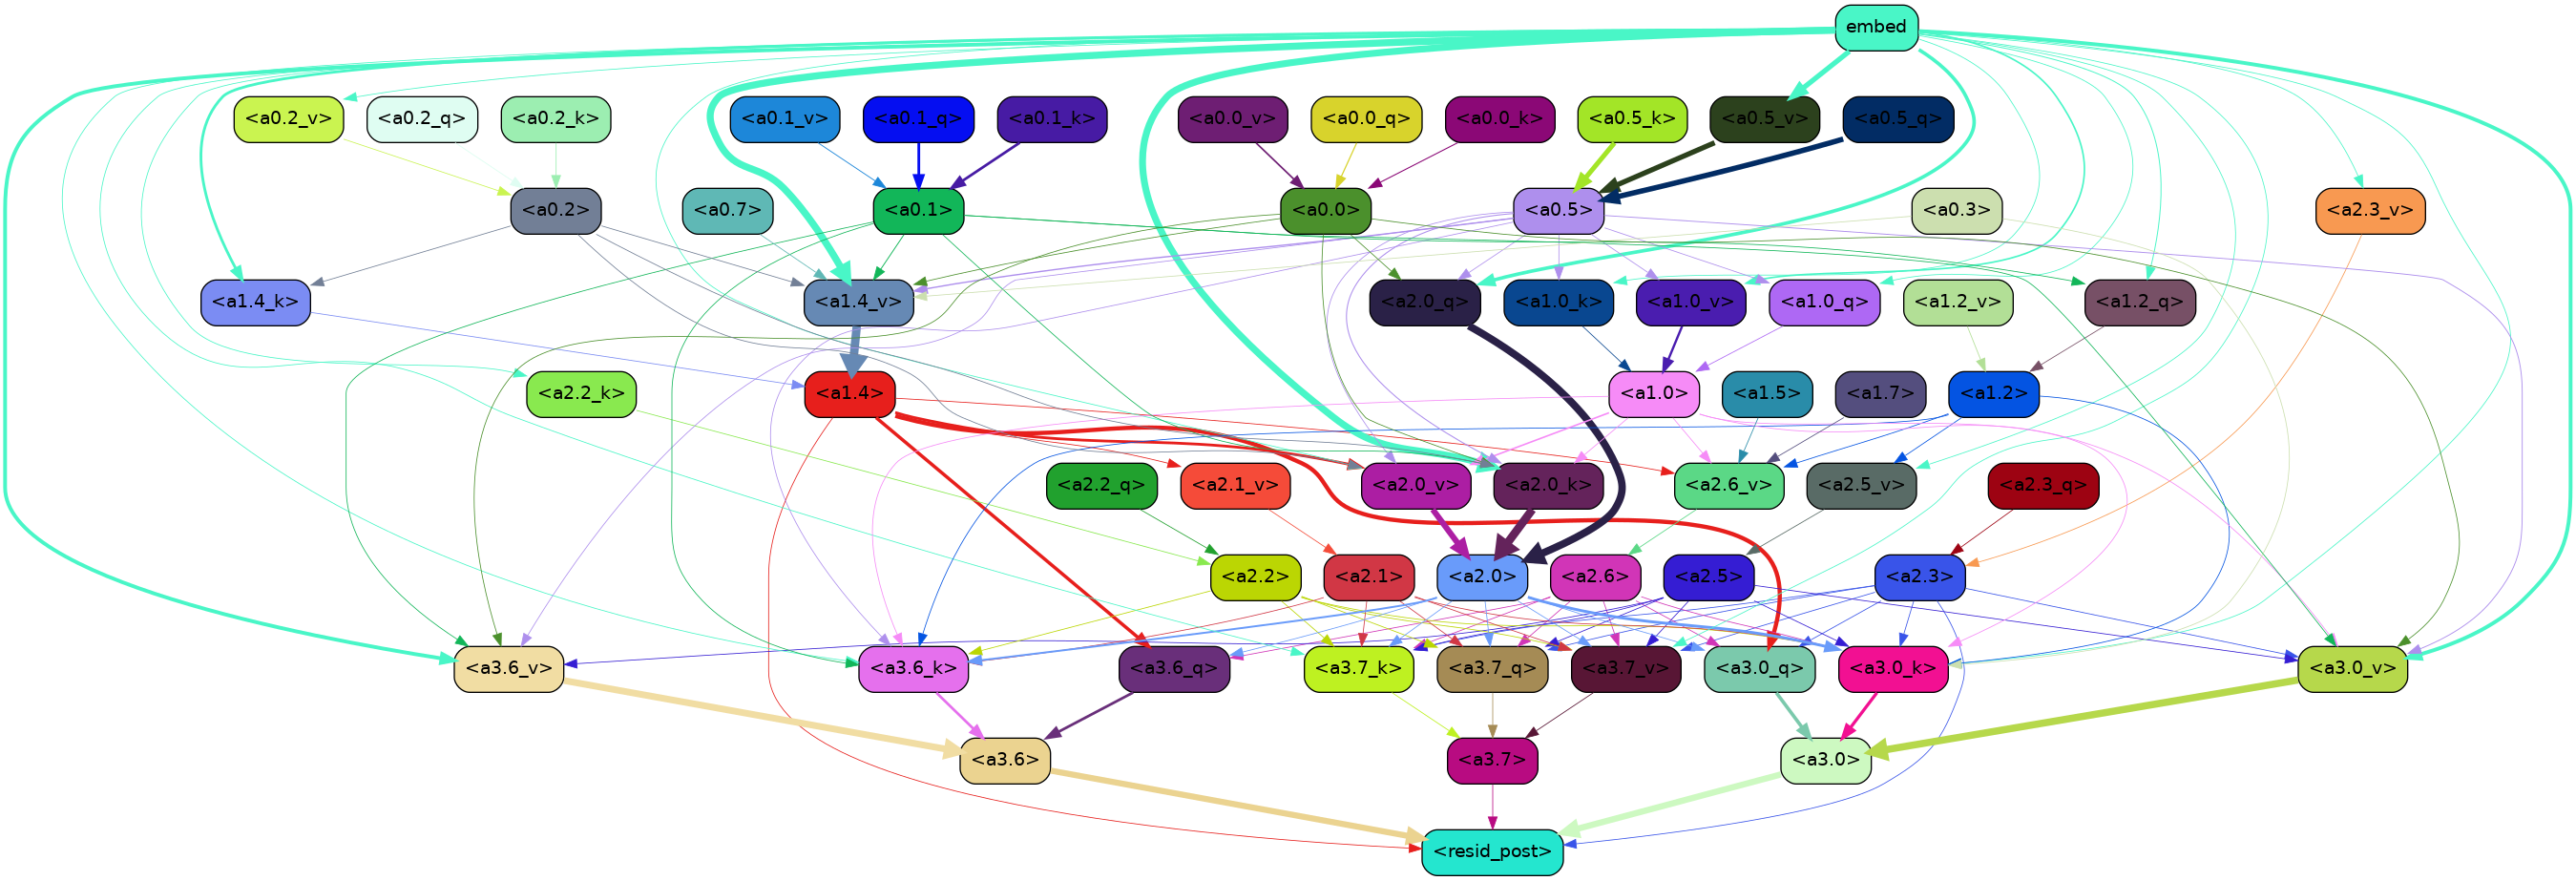 embed
<a0.2_v>
<a0.2_q>
<a0.2_k>
<a0.1_v>
<a0.1_q>
<a0.1_k>
<a0.0_v>
<a0.0_q>
<a0.0_k>
<a0.5_k>
<a0.5_v>
<a0.5_q>
<a0.2>
<a0.7>
<a0.1>
<a0.0>
<a0.5>
<a0.3>
<a2.3_v>
<a1.4_k>
<a1.4_v>
<a2.0_q>
<a1.0_k>
<a1.0_v>
<a1.0_q>
<a1.2_v>
<a1.2_q>
<a2.2_k>
<a1.4>
<a1.0>
<a1.5>
<a1.7>
<a1.2>
<a2.2_q>
<a2.1_v>
<a2.0_v>
<a2.0_k>
<a2.6_v>
<a2.5_v>
<a2.3_q>
<a2.2>
<a2.1>
<a2.0>
<a2.6>
<a2.5>
<a2.3>
<a3.6_v>
<a3.6_k>
<a3.6_q>
<a3.7_k>
<a3.7_q>
<a3.7_v>
<a3.0_q>
<a3.0_k>
<a3.0_v>
<a3.6>
<a3.7>
<a3.0>
<resid_post>